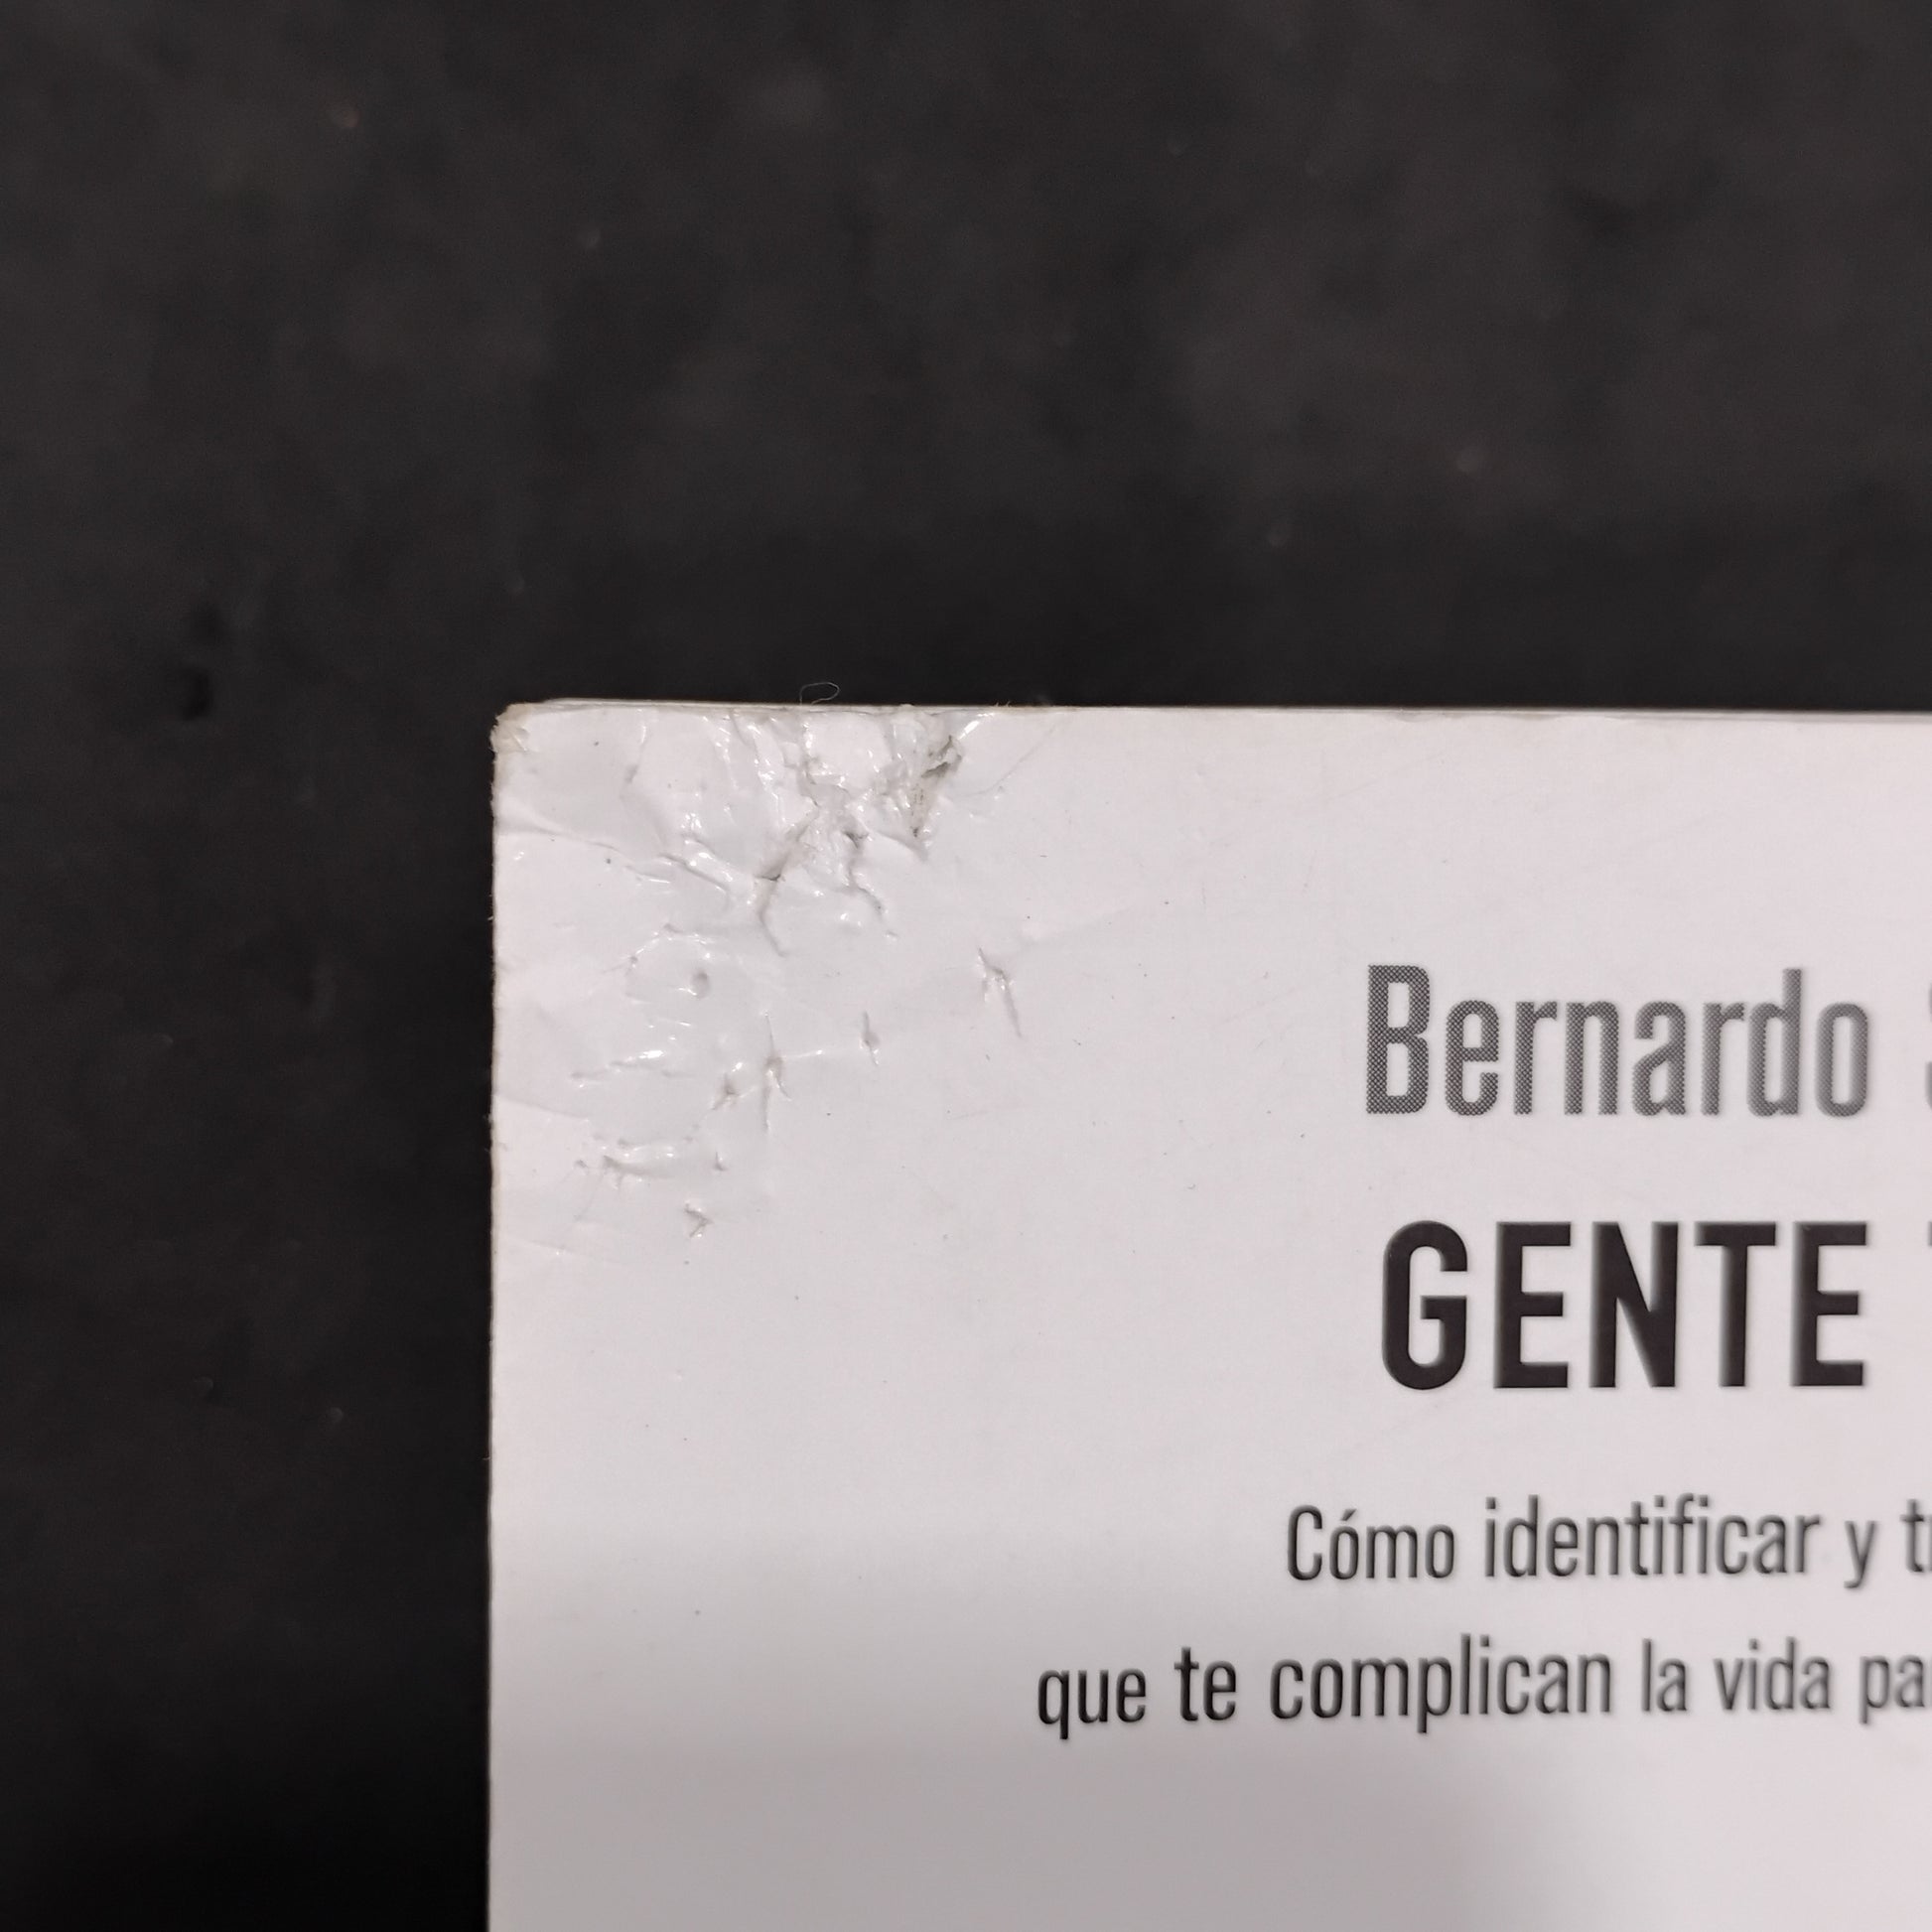 Bernardo
GENTE
Cómo identificar y
que te complican la vida